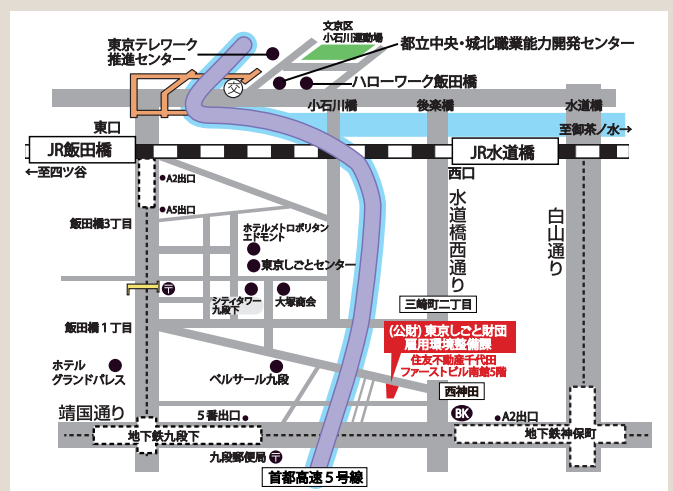 文京区
小石川運動場
東京テレワーク
推進センター
都立中央・城北職業能力開発センター
交
ハローワーク飯田橋
小石川橋
後楽橋
水道橋
東口
至御茶ノ水→
JR飯田橋
JR水道橋
←至四ツ谷
西口
A2出口
A5出口
水道橋西通り
白山通り
飯田橋3丁目
ホテルメトロポリタン
エドモント
東京しごとセンター
〒
シティタワー
九段下
大塚商会
三崎町二丁目
飯田橋1丁目
(公財)東京しごと財団
雇用環境整備課
住友不動産千代田
ファーストビル南館5階
ホテル
グランドパレス
ベルサール九段
西神田
靖国通り
5番出口
BK
A2出口
地下鉄九段下
地下鉄神保町
九段郵便局
〒
首都高速5号線